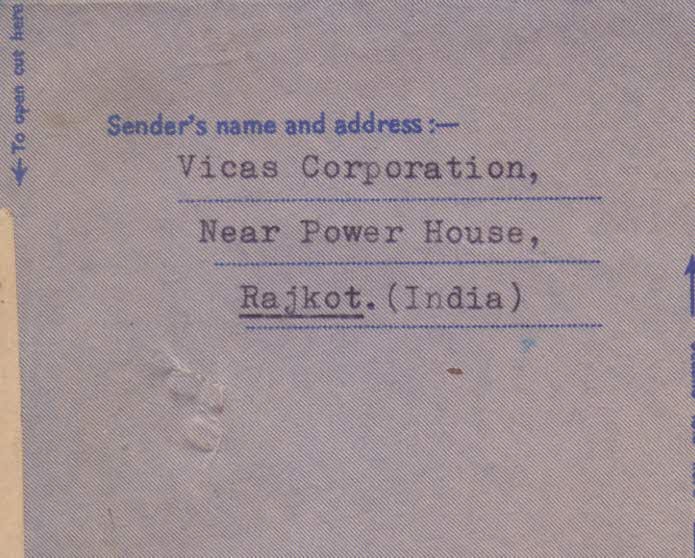 To open cut here
Sender's name and address :—
Vicas Corporation,
Near Power House,
Rajkot. (India)